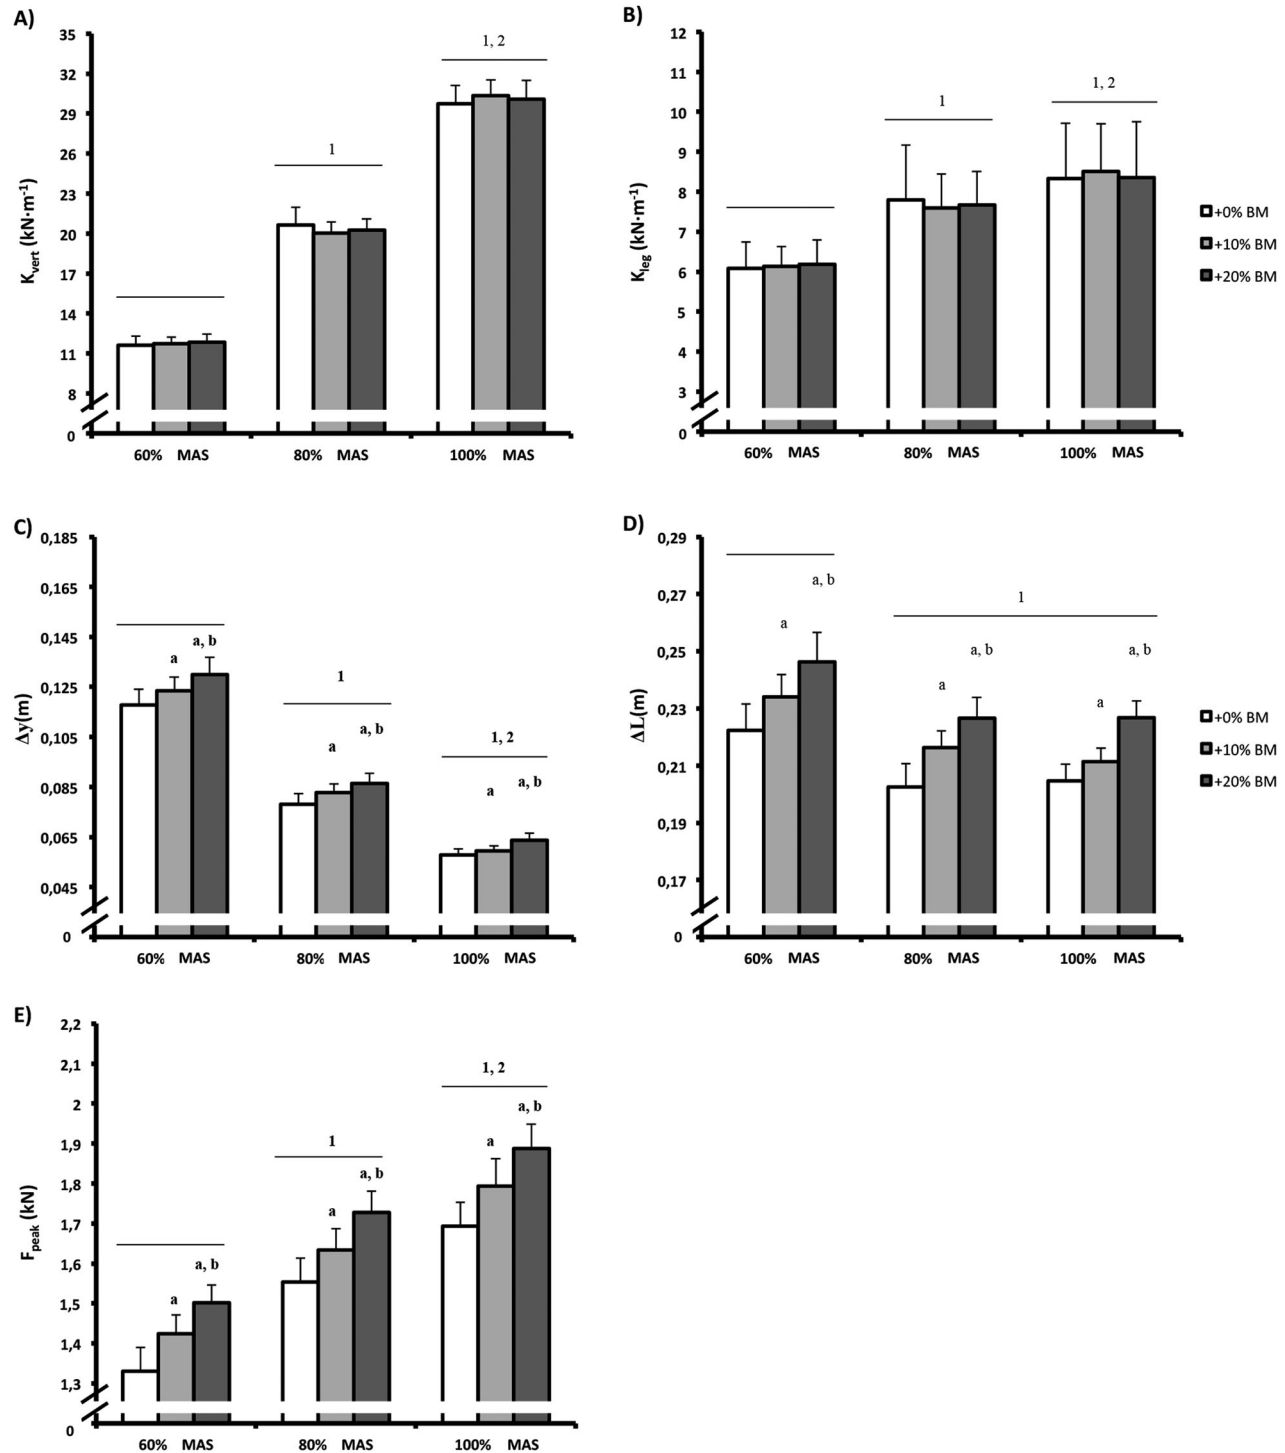 A)
35
32
29
26
23
20
17
14
11
8
0
Kvert (kN·m-1)
1
1, 2
60% MAS
80% MAS
100% MAS
B)
12
11
10
9
8
7
6
5
4
3
0
Kleg (kN·m-1)
1
1, 2
60% MAS
80% MAS
100% MAS
+0% BM
+10% BM
+20% BM
C)
0,185
0,165
0,145
0,125
0,105
0,085
0,065
0,045
0
Δy(m)
a
a, b
1
a
a, b
1, 2
a
a, b
60% MAS
80% MAS
100% MAS
D)
0,29
0,27
0,25
0,23
0,21
0,19
0,17
0
ΔL(m)
a
a, b
1
a
a, b
a
a, b
60% MAS
80% MAS
100% MAS
+0% BM
+10% BM
+20% BM
E)
2,2
2,1
2
1,9
1,8
1,7
1,6
1,5
1,4
1,3
0
Fpeak (kN)
a
a, b
1
a
a, b
1, 2
a
a, b
60% MAS
80% MAS
100% MAS